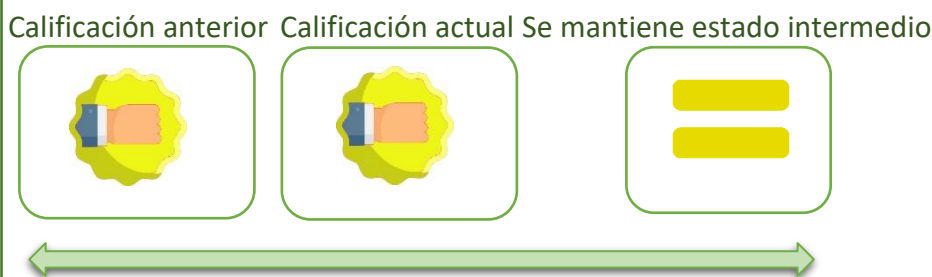 Calificación anterior Calificación actual Se mantiene estado intermedio